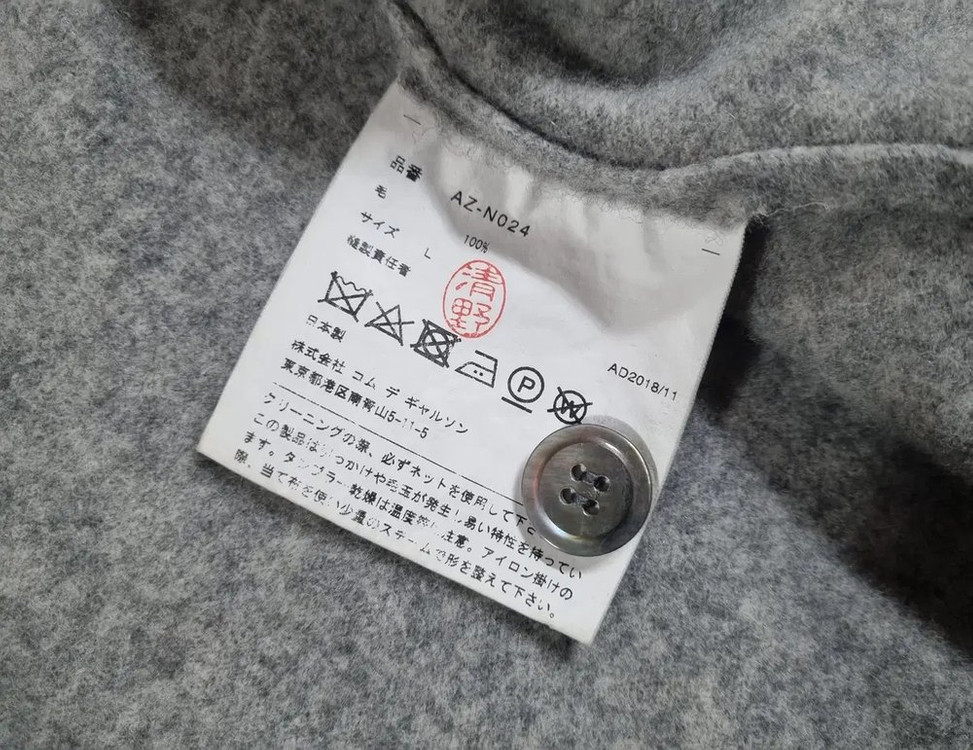 品番 AZ-N024
毛 100%
サイズ L
縫製責任者
清野
P
W
AD2018/11
日本製
株式会社 コム デ ギャルソン
東京都港区南青山5-11-5
クリーニングの際、必ずネットを使用して下
この製品は引っかけや毛玉が発生し易い特性を持ってい
ます。タンブラー乾燥は温度等に注意。アイロン掛けの
際、当て布を使い少量のスチームで形を整えて下さい。